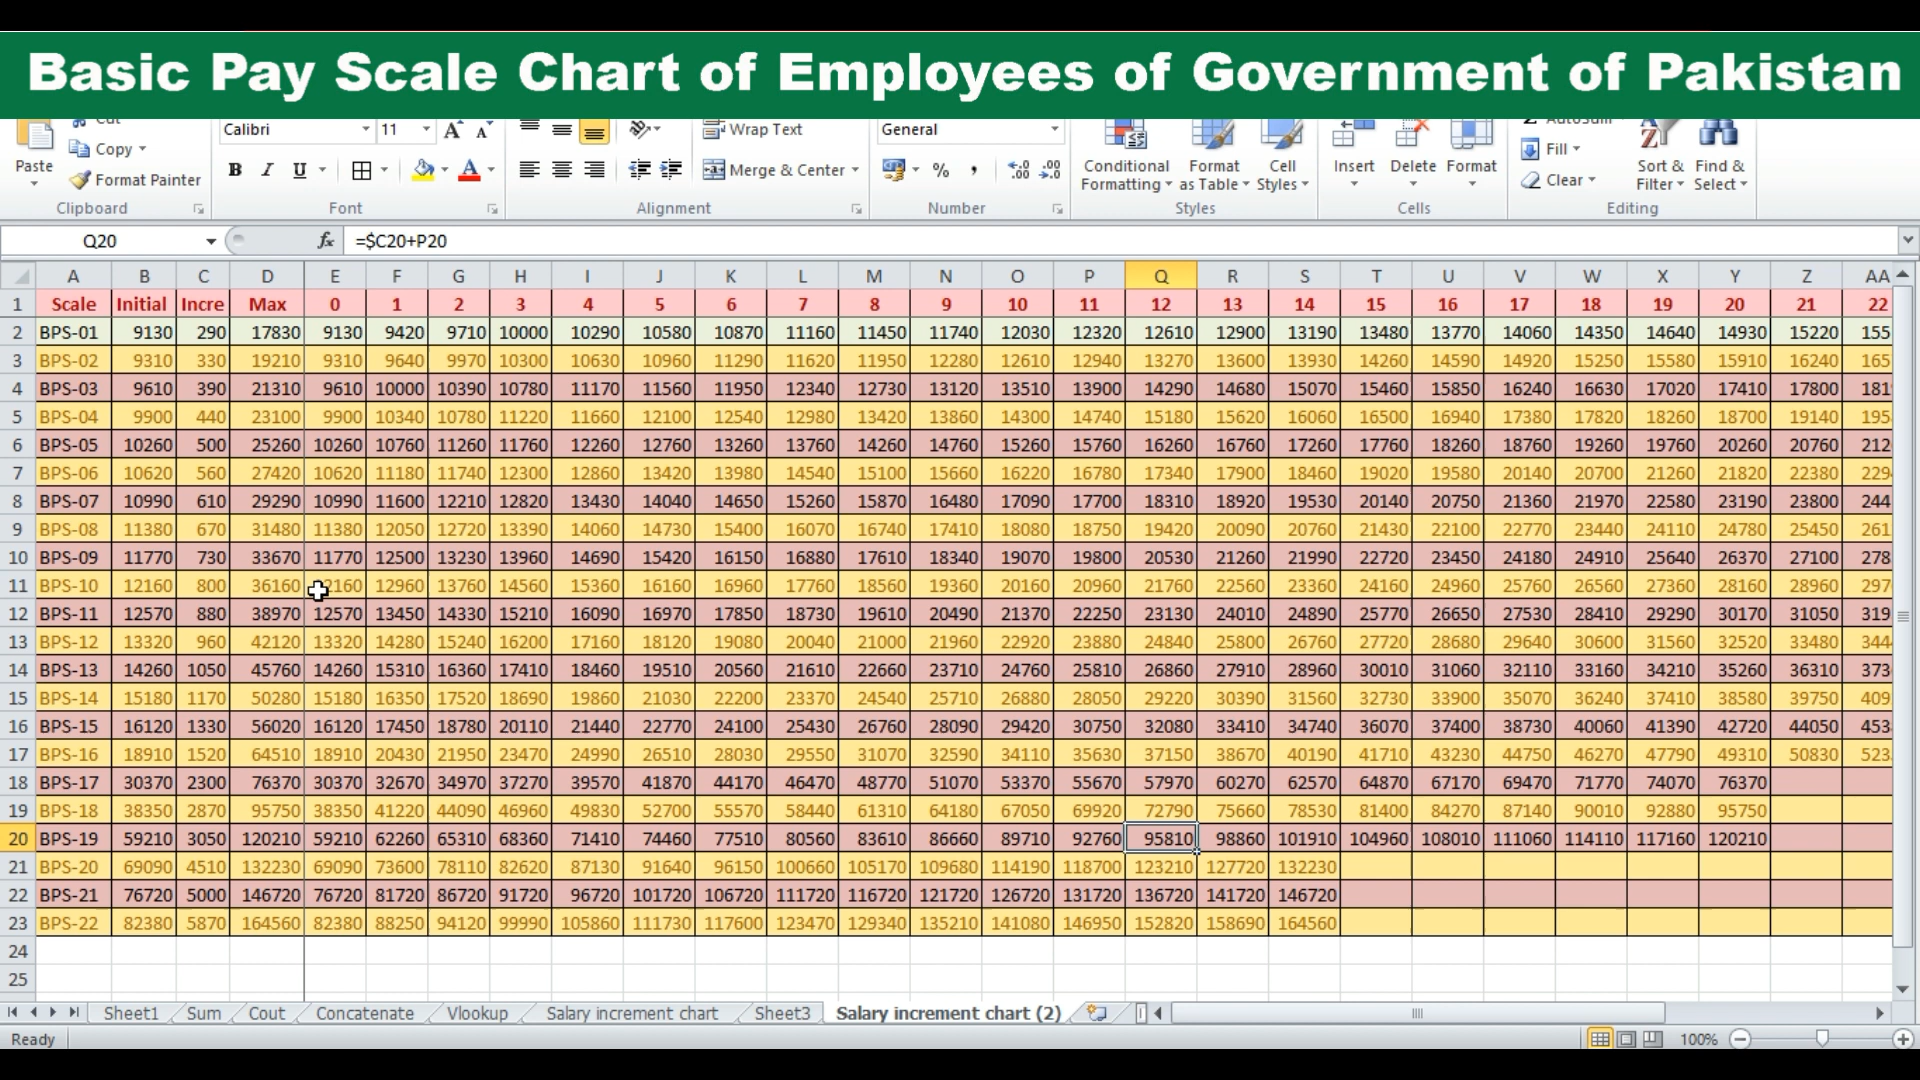 Basic Pay Scale Chart of Employees of Government of Pakistan
Calibri 11 Wrap Text General
Paste Copy Format Painter B I U Merge & Center % , Conditional Formatting Format as Table Cell Styles Insert Delete Format Fill Clear Sort & Filter Find & Select
Clipboard Font Alignment Number Styles Cells Editing
Q20 fx =$C20+P20
A B C D E F G H I J K L M N O P Q R S T U V W X Y Z AA
1 Scale Initial Incre Max 0 1 2 3 4 5 6 7 8 9 10 11 12 13 14 15 16 17 18 19 20 21 22
2 BPS-01 9130 290 17830 9130 9420 9710 10000 10290 10580 10870 11160 11450 11740 12030 12320 12610 12900 13190 13480 13770 14060 14350 14640 14930 15220 155
3 BPS-02 9310 330 19210 9310 9640 9970 10300 10630 10960 11290 11620 11950 12280 12610 12940 13270 13600 13930 14260 14590 14920 15250 15580 15910 16240 165
4 BPS-03 9610 390 21310 9610 10000 10390 10780 11170 11560 11950 12340 12730 13120 13510 13900 14290 14680 15070 15460 15850 16240 16630 17020 17410 17800 181
5 BPS-04 9900 440 23100 9900 10340 10780 11220 11660 12100 12540 12980 13420 13860 14300 14740 15180 15620 16060 16500 16940 17380 17820 18260 18700 19140 195
6 BPS-05 10260 500 25260 10260 10760 11260 11760 12260 12760 13260 13760 14260 14760 15260 15760 16260 16760 17260 17760 18260 18760 19260 19760 20260 20760 212
7 BPS-06 10620 560 27420 10620 11180 11740 12300 12860 13420 13980 14540 15100 15660 16220 16780 17340 17900 18460 19020 19580 20140 20700 21260 21820 22380 229
8 BPS-07 10990 610 29290 10990 11600 12210 12820 13430 14040 14650 15260 15870 16480 17090 17700 18310 18920 19530 20140 20750 21360 21970 22580 23190 23800 244
9 BPS-08 11380 670 31480 11380 12050 12720 13390 14060 14730 15400 16070 16740 17410 18080 18750 19420 20090 20760 21430 22100 22770 23440 24110 24780 25450 261
10 BPS-09 11770 730 33670 11770 12500 13230 13960 14690 15420 16150 16880 17610 18340 19070 19800 20530 21260 21990 22720 23450 24180 24910 25640 26370 27100 278
11 BPS-10 12160 800 36160 2160 12960 13760 14560 15360 16160 16960 17760 18560 19360 20160 20960 21760 22560 23360 24160 24960 25760 26560 27360 28160 28960 297
12 BPS-11 12570 880 38970 12570 13450 14330 15210 16090 16970 17850 18730 19610 20490 21370 22250 23130 24010 24890 25770 26650 27530 28410 29290 30170 31050 319
13 BPS-12 13320 960 42120 13320 14280 15240 16200 17160 18120 19080 20040 21000 21960 22920 23880 24840 25800 26760 27720 28680 29640 30600 31560 32520 33480 344
14 BPS-13 14260 1050 45760 14260 15310 16360 17410 18460 19510 20560 21610 22660 23710 24760 25810 26860 27910 28960 30010 31060 32110 33160 34210 35260 36310 373
15 BPS-14 15180 1170 50280 15180 16350 17520 18690 19860 21030 22200 23370 24540 25710 26880 28050 29220 30390 31560 32730 33900 35070 36240 37410 38580 39750 409
16 BPS-15 16120 1330 56020 16120 17450 18780 20110 21440 22770 24100 25430 26760 28090 29420 30750 32080 33410 34740 36070 37400 38730 40060 41390 42720 44050 453
17 BPS-16 18910 1520 64510 18910 20430 21950 23470 24990 26510 28030 29550 31070 32590 34110 35630 37150 38670 40190 41710 43230 44750 46270 47790 49310 50830 523
18 BPS-17 30370 2300 76370 30370 32670 34970 37270 39570 41870 44170 46470 48770 51070 53370 55670 57970 60270 62570 64870 67170 69470 71770 74070 76370
19 BPS-18 38350 2870 95750 38350 41220 44090 46960 49830 52700 55570 58440 61310 64180 67050 69920 72790 75660 78530 81400 84270 87140 90010 92880 95750
20 BPS-19 59210 3050 120210 59210 62260 65310 68360 71410 74460 77510 80560 83610 86660 89710 92760 95810 98860 101910 104960 108010 111060 114110 117160 120210
21 BPS-20 69090 4510 132230 69090 73600 78110 82620 87130 91640 96150 100660 105170 109680 114190 118700 123210 127720 132230
22 BPS-21 76720 5000 146720 76720 81720 86720 91720 96720 101720 106720 111720 116720 121720 126720 131720 136720 141720 146720
23 BPS-22 82380 5870 164560 82380 88250 94120 99990 105860 111730 117600 123470 129340 135210 141080 146950 152820 158690 164560
24
25
Sheet1 Sum Cout Concatenate Vlookup Salary increment chart Sheet3 Salary increment chart (2)
Ready 100%